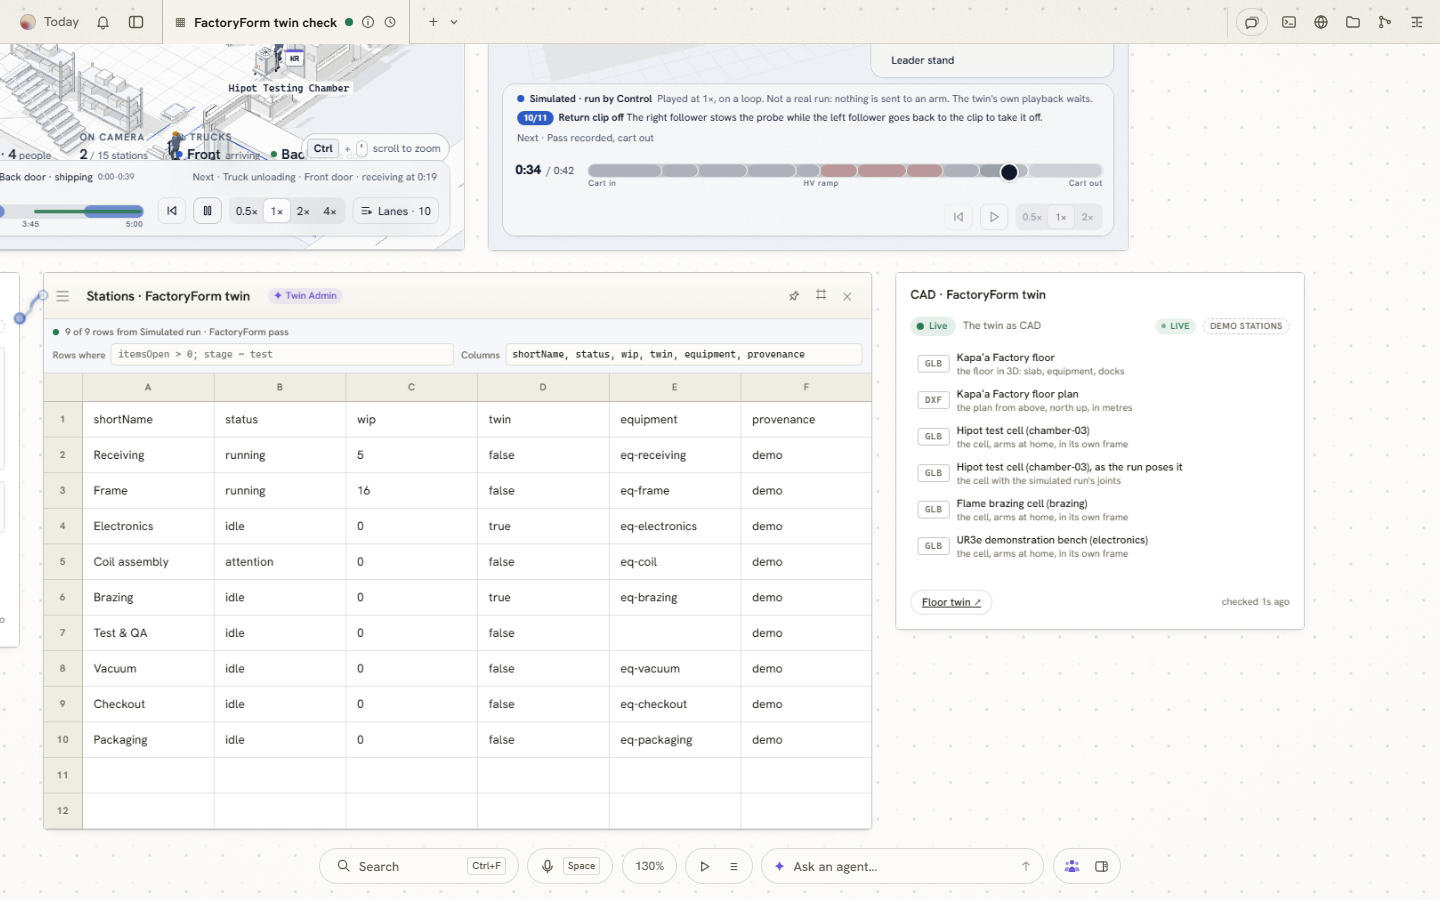 Today
FactoryForm twin check
KR
Hipot Testing Chamber
ON CAMERA
TRUCKS
· 4 people
2 / 15 stations
Front arriving
Ctrl + scroll to zoom
Back door · shipping 0:00-0:39
Next · Truck unloading · Front door · receiving at 0:19
0.5× 1× 2× 4×
Lanes · 10
3:45
5:00
Leader stand
Simulated · run by Control Played at 1×, on a loop. Not a real run: nothing is sent to an arm. The twin's own playback waits.
10/11 Return clip off The right follower stows the probe while the left follower goes back to the clip to take it off.
Next · Pass recorded, cart out
0:34 / 0:42
Cart in
HV ramp
Cart out
0.5× 1× 2×
Stations · FactoryForm twin
Twin Admin
9 of 9 rows from Simulated run · FactoryForm pass
Rows where itemsOpen > 0; stage ~ test
Columns shortName, status, wip, twin, equipment, provenance
A B C D E F
1 shortName status wip twin equipment provenance
2 Receiving running 5 false eq-receiving demo
3 Frame running 16 false eq-frame demo
4 Electronics idle 0 true eq-electronics demo
5 Coil assembly attention 0 false eq-coil demo
6 Brazing idle 0 true eq-brazing demo
7 Test & QA idle 0 false demo
8 Vacuum idle 0 false eq-vacuum demo
9 Checkout idle 0 false eq-checkout demo
10 Packaging idle 0 false eq-packaging demo
11
12
CAD · FactoryForm twin
Live The twin as CAD
LIVE
DEMO STATIONS
GLB Kapa'a Factory floor
the floor in 3D: slab, equipment, docks
DXF Kapa'a Factory floor plan
the plan from above, north up, in metres
GLB Hipot test cell (chamber-03)
the cell, arms at home, in its own frame
GLB Hipot test cell (chamber-03), as the run poses it
the cell with the simulated run's joints
GLB Flame brazing cell (brazing)
the cell, arms at home, in its own frame
GLB UR3e demonstration bench (electronics)
the cell, arms at home, in its own frame
Floor twin ↗
checked 1s ago
Search Ctrl+F
Space
130%
Ask an agent...